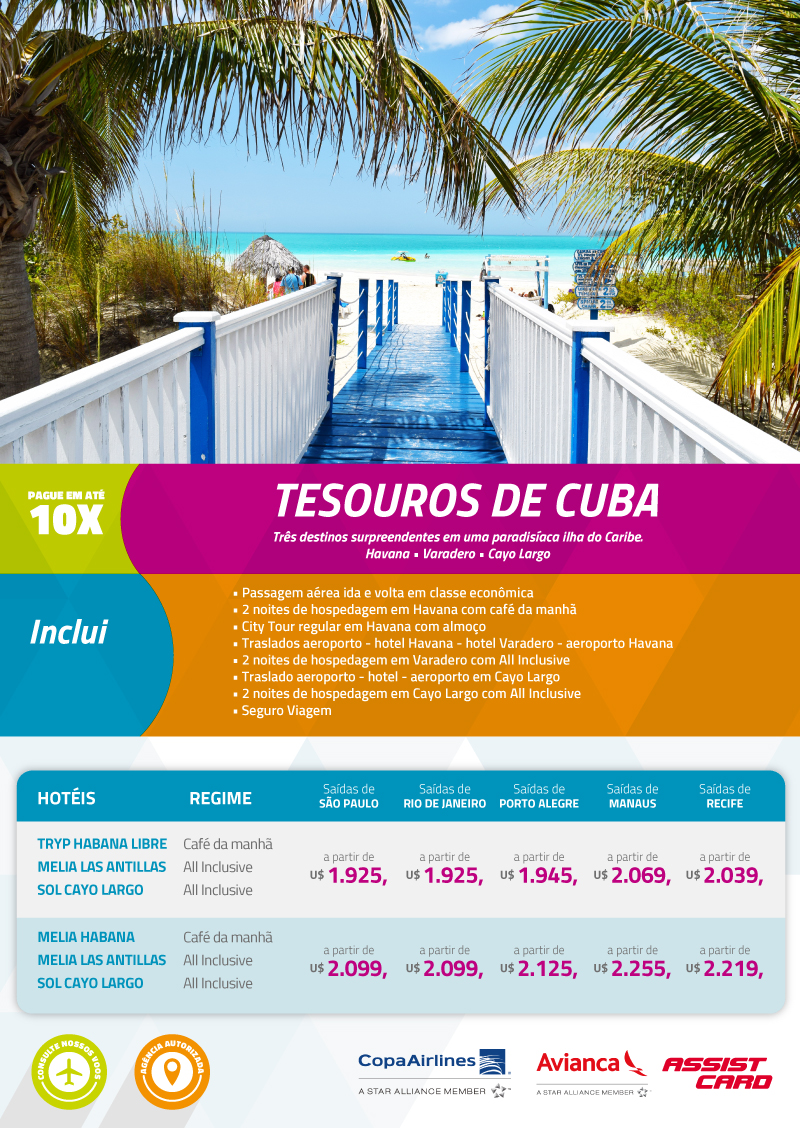 PAGUE EM ATÉ
10X
TESOUROS DE CUBA
Três destinos surpreendentes em uma paradisíaca ilha do Caribe.
Havana • Varadero • Cayo Largo
Inclui
• Passagem aérea ida e volta em classe econômica
• 2 noites de hospedagem em Havana com café da manhã
• City Tour regular em Havana com almoço
• Traslados aeroporto - hotel Havana - hotel Varadero - aeroporto Havana
• 2 noites de hospedagem em Varadero com All Inclusive
• Traslado aeroporto - hotel - aeroporto em Cayo Largo
• 2 noites de hospedagem em Cayo Largo com All Inclusive
• Seguro Viagem
HOTÉIS REGIME Saídas de SÃO PAULO Saídas de RIO DE JANEIRO Saídas de PORTO ALEGRE Saídas de MANAUS Saídas de RECIFE
TRYP HABANA LIBRE Café da manhã
MELIA LAS ANTILLAS All Inclusive
SOL CAYO LARGO All Inclusive
a partir de a partir de a partir de a partir de a partir de
U$ 1.925, U$ 1.925, U$ 1.945, U$ 2.069, U$ 2.039,
MELIA HABANA Café da manhã
MELIA LAS ANTILLAS All Inclusive
SOL CAYO LARGO All Inclusive
a partir de a partir de a partir de a partir de a partir de
U$ 2.099, U$ 2.099, U$ 2.125, U$ 2.255, U$ 2.219,
CONSULTE NOSSOS VOOS
AGÊNCIA AUTORIZADA
CopaAirlines
A STAR ALLIANCE MEMBER
Avianca
A STAR ALLIANCE MEMBER
ASSIST
CARD